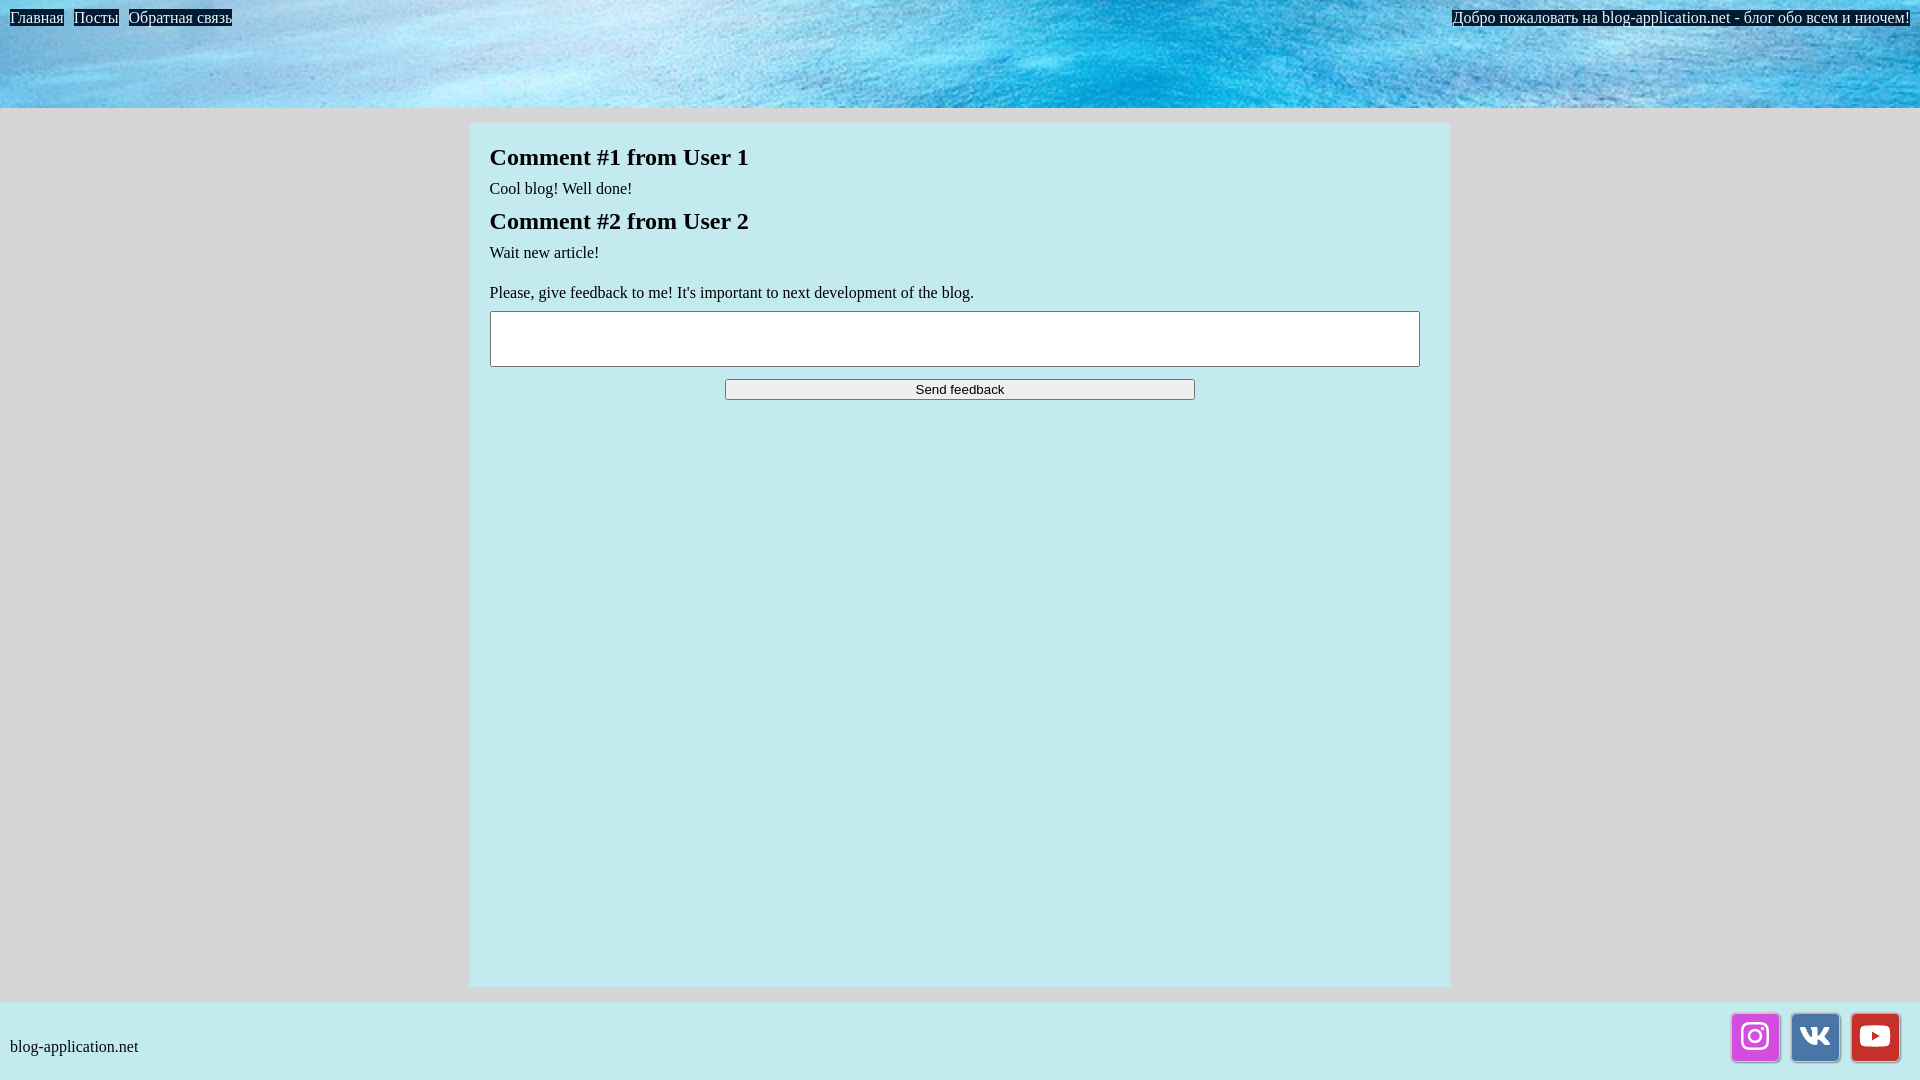 Главная Посты Обратная связь
Добро пожаловать на blog-application.net - блог обо всем и ниочем!
Comment #1 from User 1
Cool blog! Well done!
Comment #2 from User 2
Wait new article!
Please, give feedback to me! It's important to next development of the blog.
Send feedback
blog-application.net